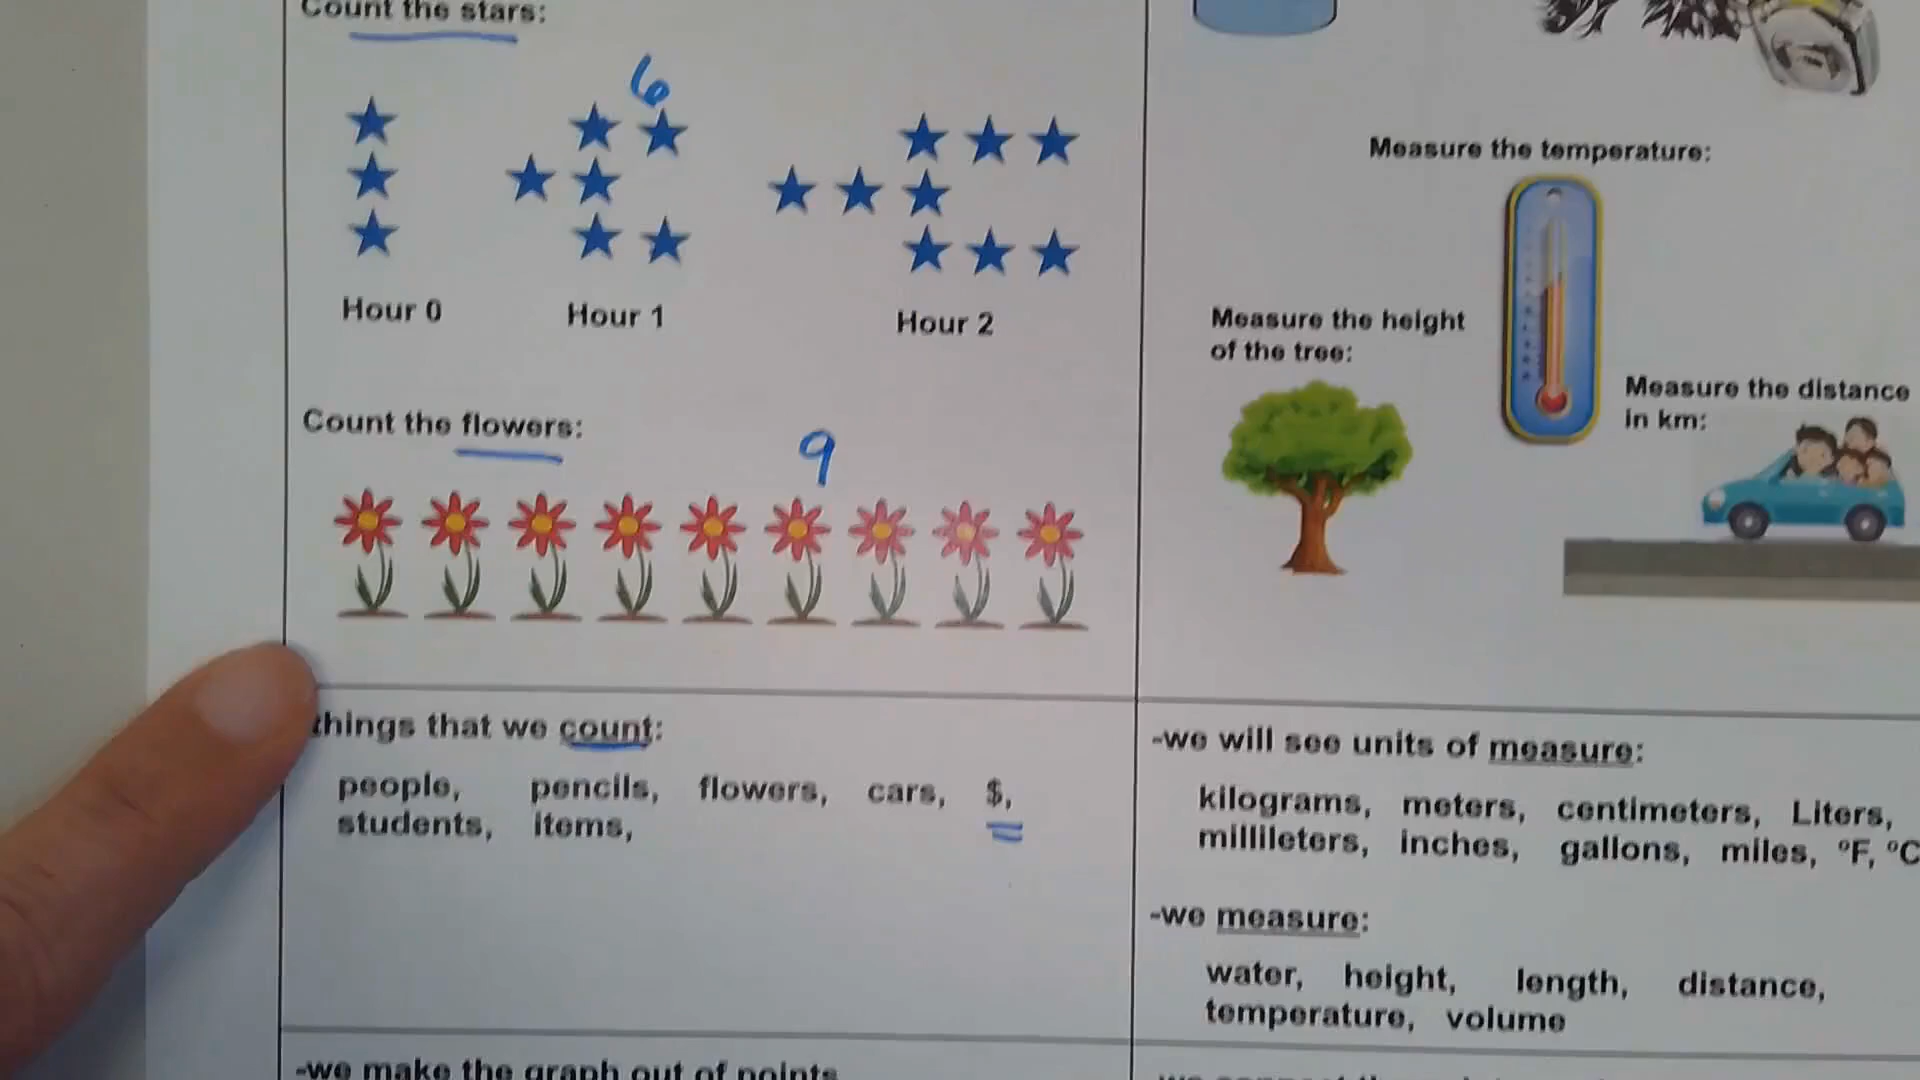 Count the stars:
6
Hour 0
Hour 1
Hour 2
Count the flowers:
9
things that we count:
people, pencils, flowers, cars, $,
students, items,
-we make the graph out of points
Measure the temperature:
Measure the height
of the tree:
Measure the distance
in km:
-we will see units of measure:
kilograms, meters, centimeters, Liters,
millileters, inches, gallons, miles, ºF, ºC
-we measure:
water, height, length, distance,
temperature, volume